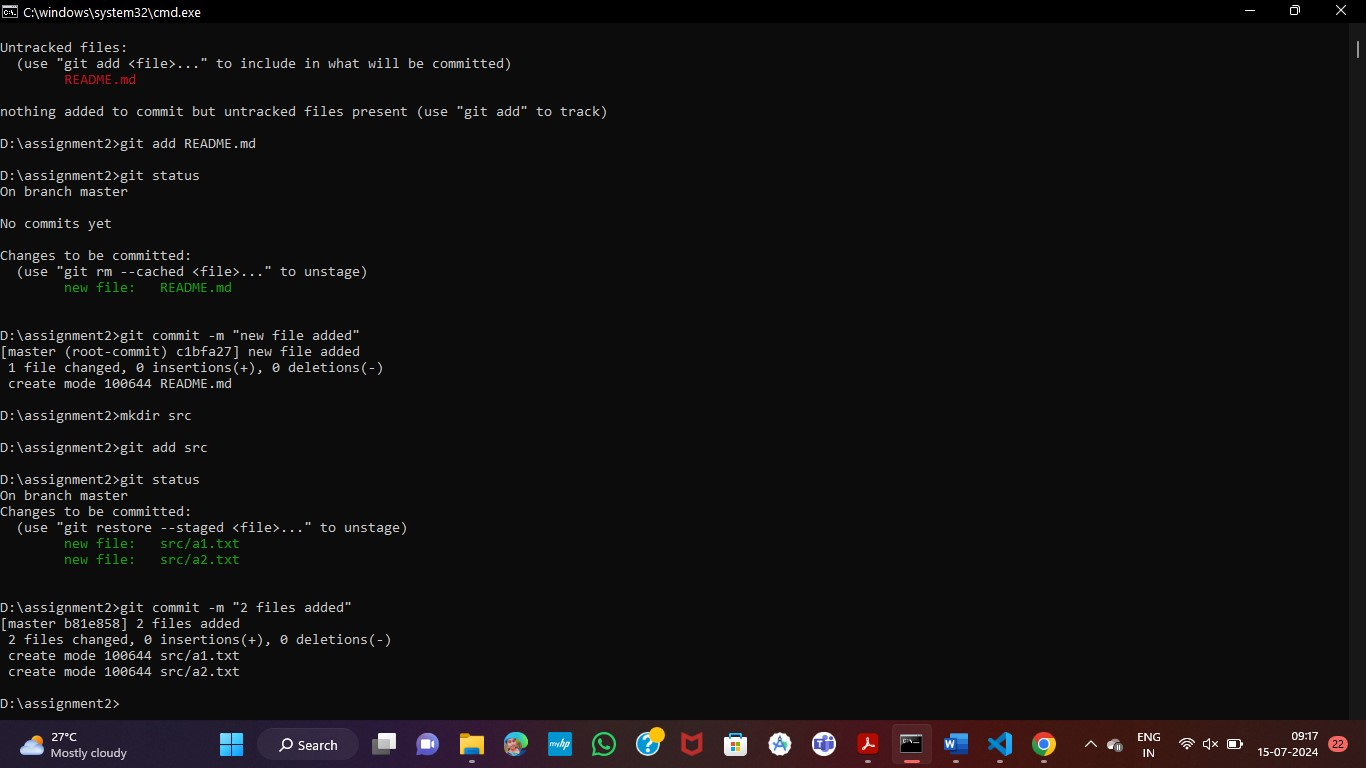 C:\windows\system32\cmd.exe
Untracked files:
  (use "git add <file>..." to include in what will be committed)
        README.md
nothing added to commit but untracked files present (use "git add" to track)
D:\assignment2>git add README.md
D:\assignment2>git status
On branch master
No commits yet
Changes to be committed:
  (use "git rm --cached <file>..." to unstage)
        new file:   README.md
D:\assignment2>git commit -m "new file added"
[master (root-commit) c1bfa27] new file added
 1 file changed, 0 insertions(+), 0 deletions(-)
 create mode 100644 README.md
D:\assignment2>mkdir src
D:\assignment2>git add src
D:\assignment2>git status
On branch master
Changes to be committed:
  (use "git restore --staged <file>..." to unstage)
        new file:   src/a1.txt
        new file:   src/a2.txt
D:\assignment2>git commit -m "2 files added"
[master b81e858] 2 files added
 2 files changed, 0 insertions(+), 0 deletions(-)
 create mode 100644 src/a1.txt
 create mode 100644 src/a2.txt
D:\assignment2>
27°C
Mostly cloudy
Search
myhp
ENG
IN
09:17
15-07-2024
22